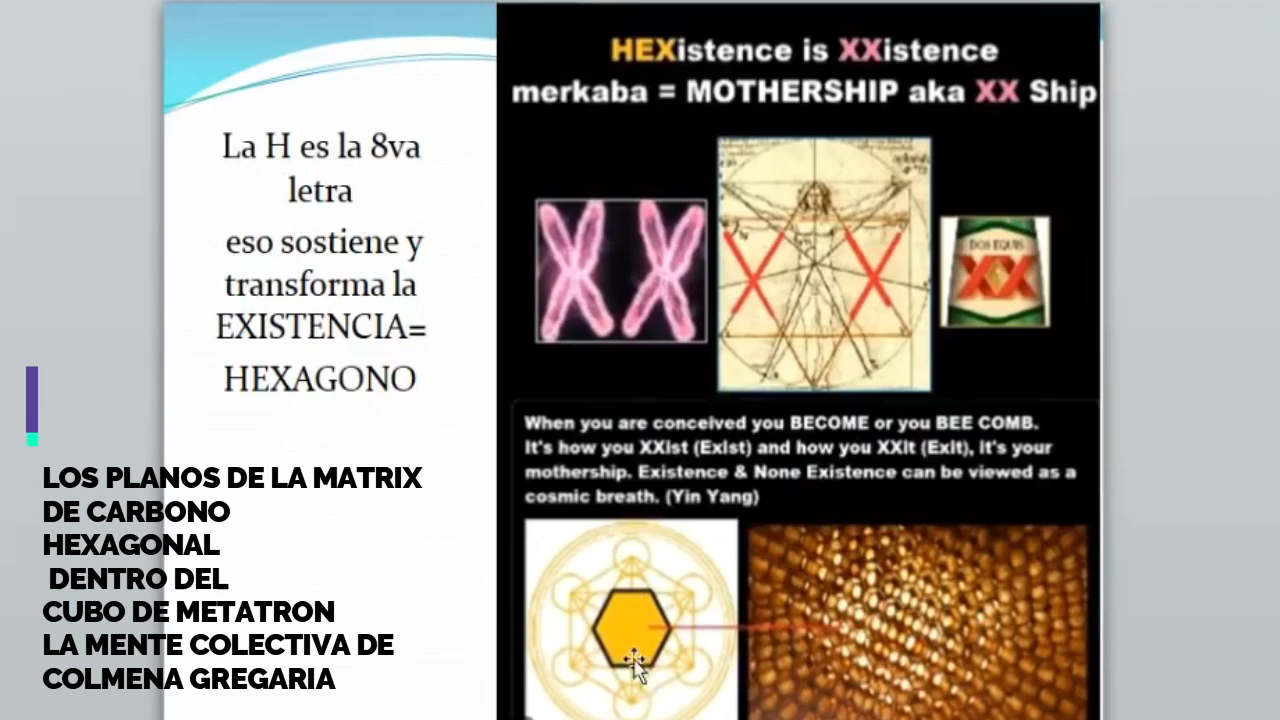 La H es la 8va
letra
eso sostiene y
transforma la
EXISTENCIA=
HEXAGONO
LOS PLANOS DE LA MATRIX
DE CARBONO
HEXAGONAL
DENTRO DEL
CUBO DE METATRON
LA MENTE COLECTIVA DE
COLMENA GREGARIA
HEXistence is XXistence
merkaba = MOTHERSHIP aka XX Ship
DOS EQUIS
XX
When you are conceived you BECOME or you BEE COMB.
It's how you XXist (Exist) and how you XXit (Exit), it's your
mothership. Existence & None Existence can be viewed as a
cosmic breath. (Yin Yang)